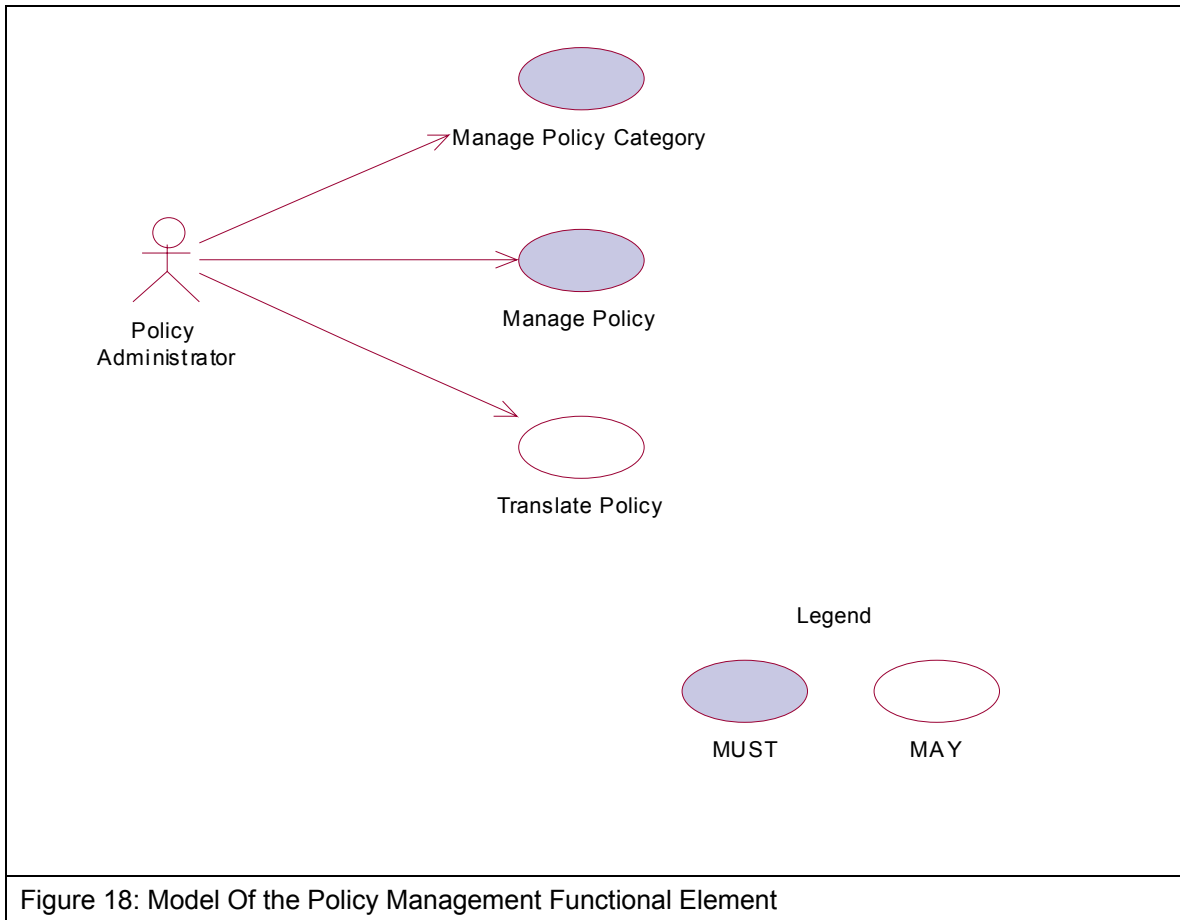 Manage Policy Category
Manage Policy
Policy
Administrator
Translate Policy
Legend
MUST
MAY
Figure 18: Model Of the Policy Management Functional Element